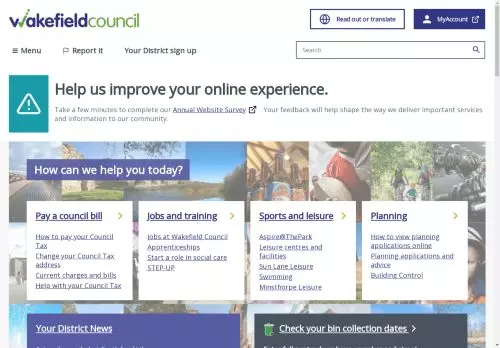 wakefieldcouncil
Read out or translate
MyAccount
Menu
Report it
Your District sign up
Search
Help us improve your online experience.
Take a few minutes to complete our Annual Website Survey Your feedback will help shape the way we deliver important services
and information to our community.
How can we help you today?
Pay a council bill
How to pay your Council
Tax
Change your Council Tax
address
Current charges and bills
Help with your Council Tax
Jobs and training
Jobs at Wakefield Council
Apprenticeships
Start a role in social care
STEP-UP
Sports and leisure
Aspire@ThePark
Leisure centres and
facilities
Sun Lane Leisure
Swimming
Minsthorpe Leisure
Planning
How to view planning
applications online
Planning applications and
advice
Building Control
Your District News
Check your bin collection dates